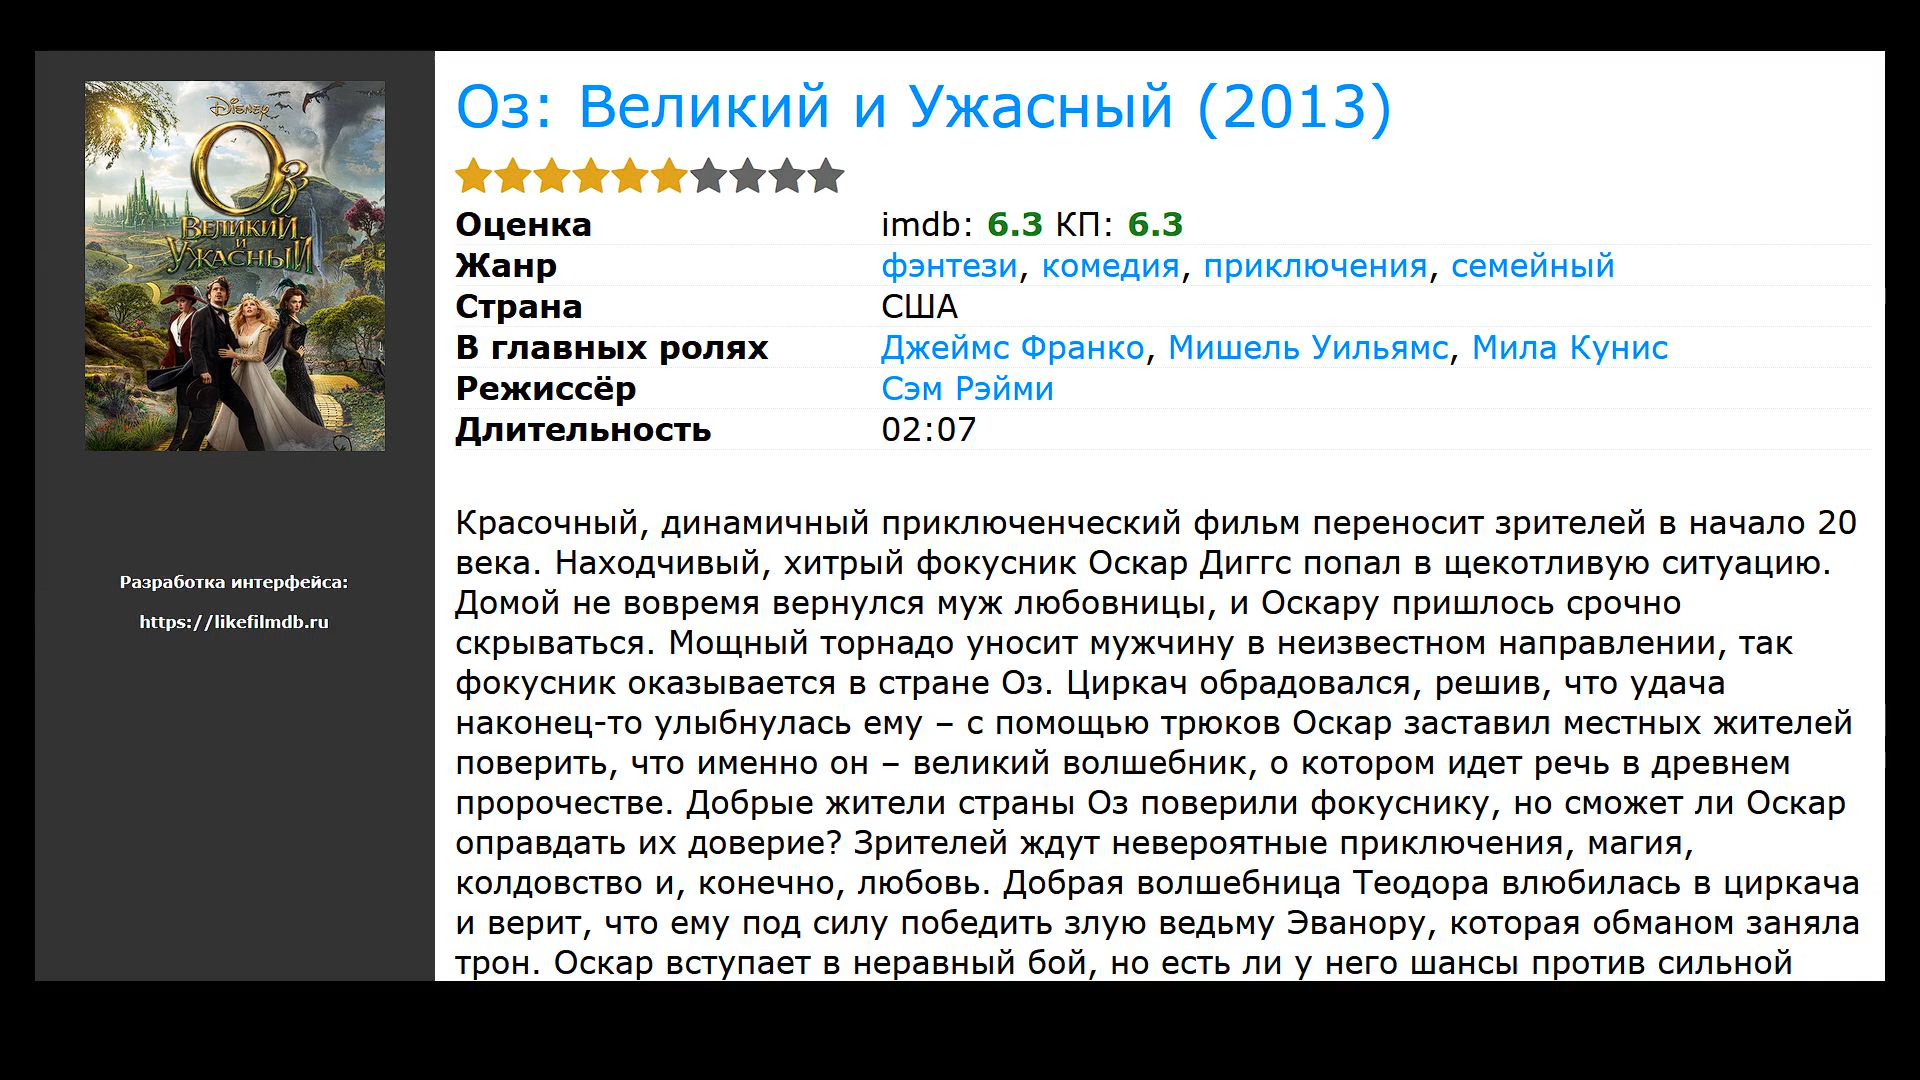 Disney
Оз
Великий
и
Ужасный
Разработка интерфейса:
https://likefilmdb.ru
Оз: Великий и Ужасный (2013)
Оценка imdb: 6.3 КП: 6.3
Жанр фэнтези, комедия, приключения, семейный
Страна США
В главных ролях Джеймс Франко, Мишель Уильямс, Мила Кунис
Режиссёр Сэм Рэйми
Длительность 02:07
Красочный, динамичный приключенческий фильм переносит зрителей в начало 20
века. Находчивый, хитрый фокусник Оскар Диггс попал в щекотливую ситуацию.
Домой не вовремя вернулся муж любовницы, и Оскару пришлось срочно
скрываться. Мощный торнадо уносит мужчину в неизвестном направлении, так
фокусник оказывается в стране Оз. Циркач обрадовался, решив, что удача
наконец-то улыбнулась ему – с помощью трюков Оскар заставил местных жителей
поверить, что именно он – великий волшебник, о котором идет речь в древнем
пророчестве. Добрые жители страны Оз поверили фокуснику, но сможет ли Оскар
оправдать их доверие? Зрителей ждут невероятные приключения, магия,
колдовство и, конечно, любовь. Добрая волшебница Теодора влюбилась в циркача
и верит, что ему под силу победить злую ведьму Эванору, которая обманом заняла
трон. Оскар вступает в неравный бой, но есть ли у него шансы против сильной